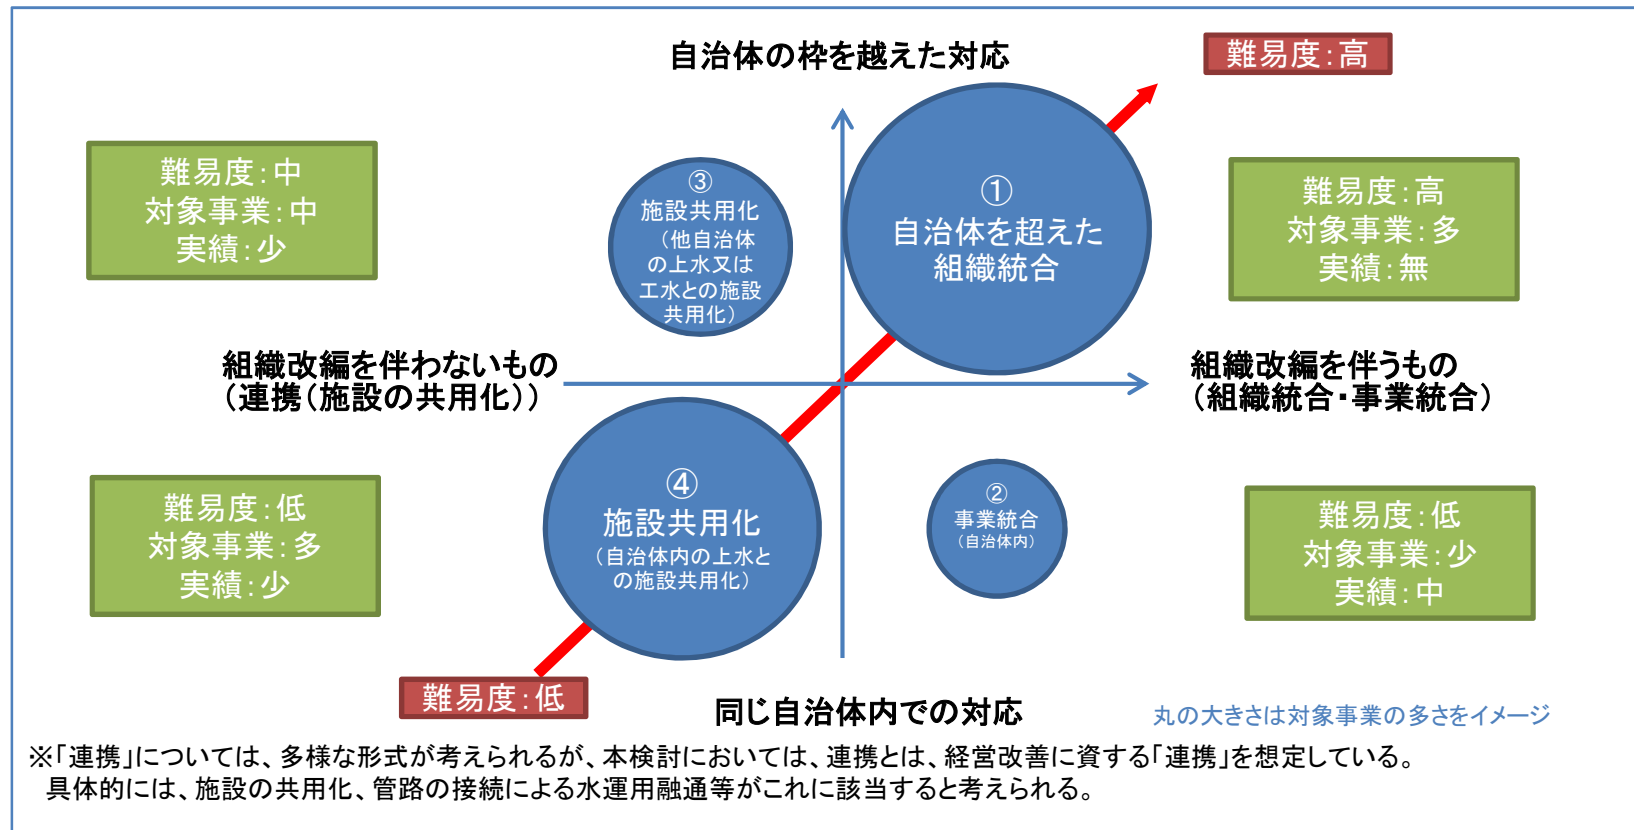 自治体の枠を越えた対応
難易度:高
難易度:中
対象事業:中
実績:少
③
施設共用化
(他自治体
の上水又は
工水との施設
共用化)
①
自治体を超えた
組織統合
難易度:高
対象事業:多
実績:無
組織改編を伴わないもの
(連携(施設の共用化))
組織改編を伴うもの
(組織統合・事業統合)
難易度:低
対象事業:多
実績:少
④
施設共用化
(自治体内の上水と
の施設共用化)
②
事業統合
(自治体内)
難易度:低
対象事業:少
実績:中
難易度:低
同じ自治体内での対応
丸の大きさは対象事業の多さをイメージ
※「連携」については、多様な形式が考えられるが、本検討においては、連携とは、経営改善に資する「連携」を想定している。
具体的には、施設の共用化、管路の接続による水運用融通等がこれに該当すると考えられる。